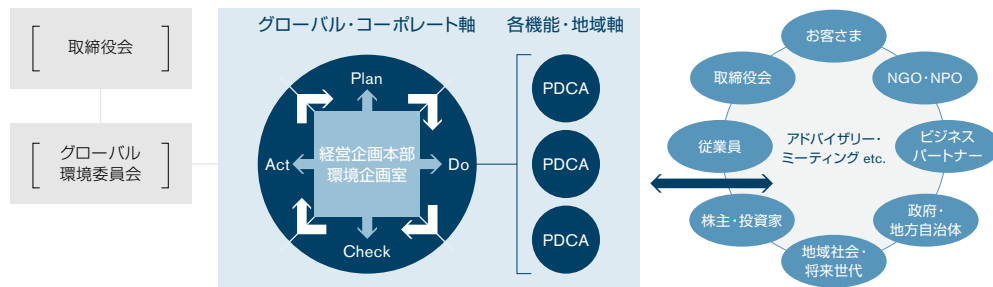 取締役会
グローバル
環境委員会
グローバル・コーポレート軸
各機能・地域軸
Plan
Act
経営企画本部
環境企画室
Do
Check
PDCA
PDCA
PDCA
お客さま
取締役会
NGO・NPO
従業員
アドバイザリー・
ミーティング etc.
ビジネス
パートナー
株主・投資家
政府・
地方自治体
地域社会・
将来世代